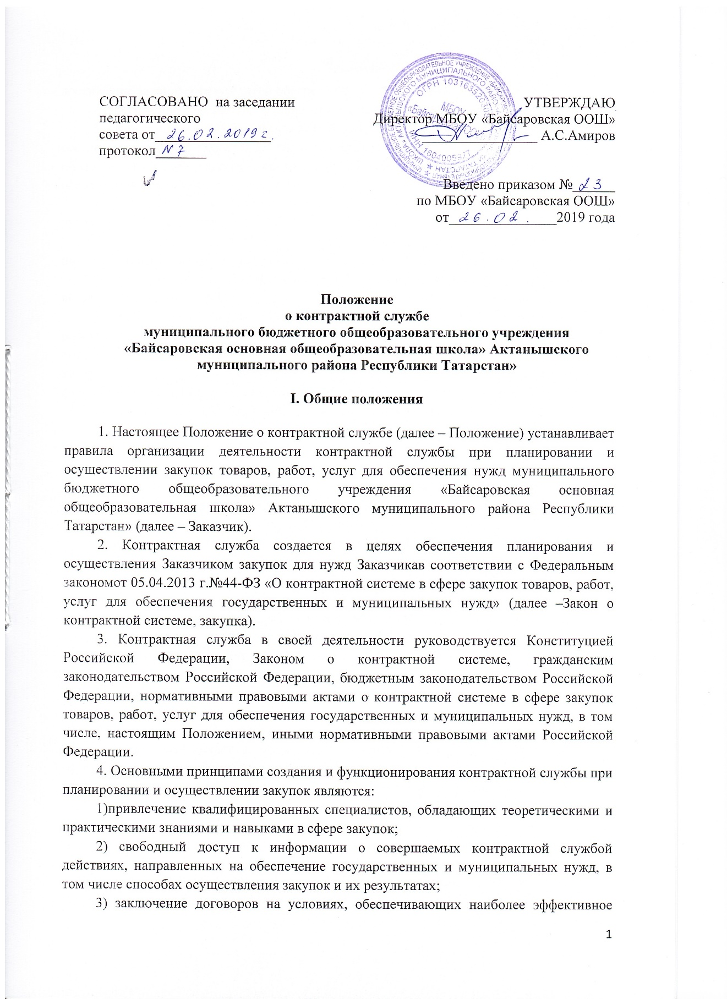 СОГЛАСОВАНО на заседании
педагогического
совета от 26.02.2019 г.
протокол N 7
УТВЕРЖДАЮ
Директор МБОУ «Байсаровская ООШ»
А.С.Амиров
Введено приказом № 23
по МБОУ «Байсаровская ООШ»
от 26.02. 2019 года
МБОУ
Положение
о контрактной службе
муниципального бюджетного общеобразовательного учреждения
«Байсаровская основная общеобразовательная школа» Актанышского
муниципального района Республики Татарстан»
I. Общие положения
1. Настоящее Положение о контрактной службе (далее – Положение) устанавливает
правила организации деятельности контрактной службы при планировании и
осуществлении закупок товаров, работ, услуг для обеспечения нужд муниципального
бюджетного общеобразовательного учреждения «Байсаровская основная
общеобразовательная школа» Актанышского муниципального района Республики
Татарстан» (далее – Заказчик).
2. Контрактная служба создается в целях обеспечения планирования и
осуществления Заказчиком закупок для нужд Заказчикав соответствии с Федеральным
закономот 05.04.2013 г.№44-ФЗ «О контрактной системе в сфере закупок товаров, работ,
услуг для обеспечения государственных и муниципальных нужд» (далее –Закон о
контрактной системе, закупка).
3. Контрактная служба в своей деятельности руководствуется Конституцией
Российской Федерации, Законом о контрактной системе, гражданским
законодательством Российской Федерации, бюджетным законодательством Российской
Федерации, нормативными правовыми актами о контрактной системе в сфере закупок
товаров, работ, услуг для обеспечения государственных и муниципальных нужд, в том
числе, настоящим Положением, иными нормативными правовыми актами Российской
Федерации.
4. Основными принципами создания и функционирования контрактной службы при
планировании и осуществлении закупок являются:
1)привлечение квалифицированных специалистов, обладающих теоретическими и
практическими знаниями и навыками в сфере закупок;
2) свободный доступ к информации о совершаемых контрактной службой
действиях, направленных на обеспечение государственных и муниципальных нужд, в
том числе способах осуществления закупок и их результатах;
3) заключение договоров на условиях, обеспечивающих наиболее эффективное
1